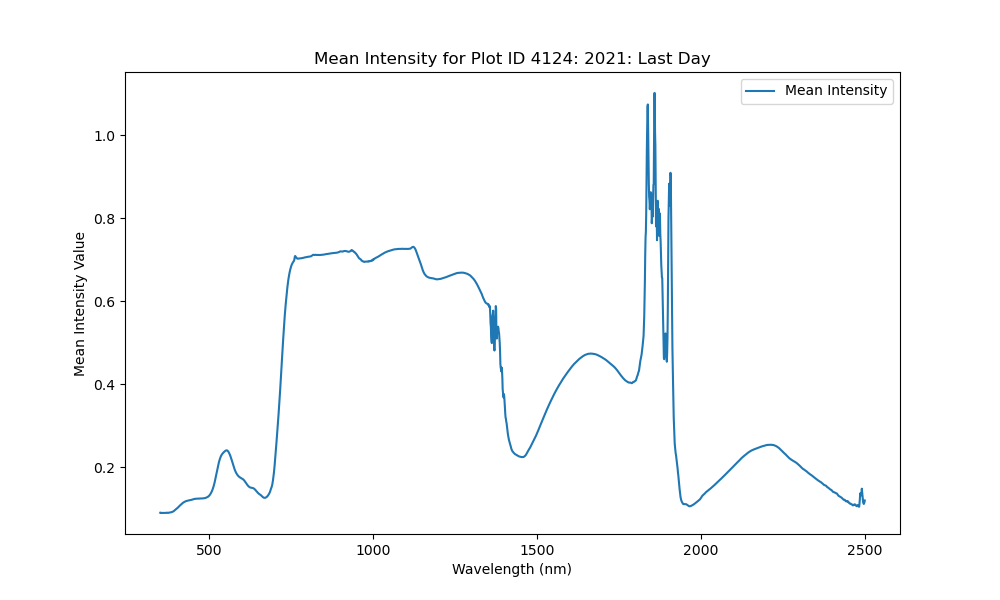 Mean Intensity for Plot ID 4124: 2021: Last Day
Mean Intensity
Mean Intensity Value
1.0
0.8
0.6
0.4
0.2
500 1000 1500 2000 2500
Wavelength (nm)